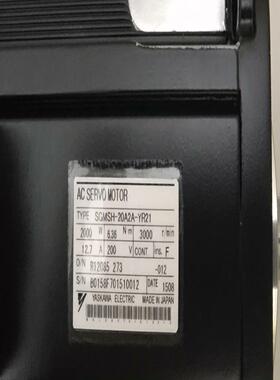 AC SERVO MOTOR
TYPE SGMSH-20A2A-YR21
2000 W 6.36 N·m 3000 r/min
12.7 A 200 V CONT ins. F
O/N R12085 273 -012
S/N B0158F701510012 DATE 1508
YASKAWA ELECTRIC MADE IN JAPAN